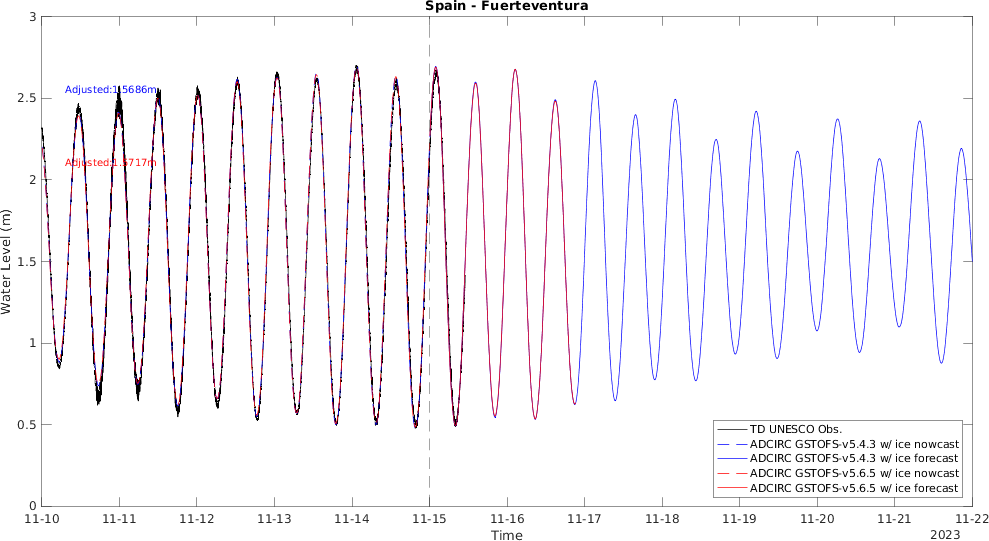 Spain - Fuerteventura
3
2.5
2
1.5
1
0.5
0
Water Level (m)
Adjusted:1.5686m
Adjusted:1.5717m
TD UNESCO Obs.
ADCIRC GSTOFS-v5.4.3 w/ ice nowcast
ADCIRC GSTOFS-v5.4.3 w/ ice forecast
ADCIRC GSTOFS-v5.6.5 w/ ice nowcast
ADCIRC GSTOFS-v5.6.5 w/ ice forecast
11-10 11-11 11-12 11-13 11-14 11-15 11-16 11-17 11-18 11-19 11-20 11-21 11-22
Time
2023